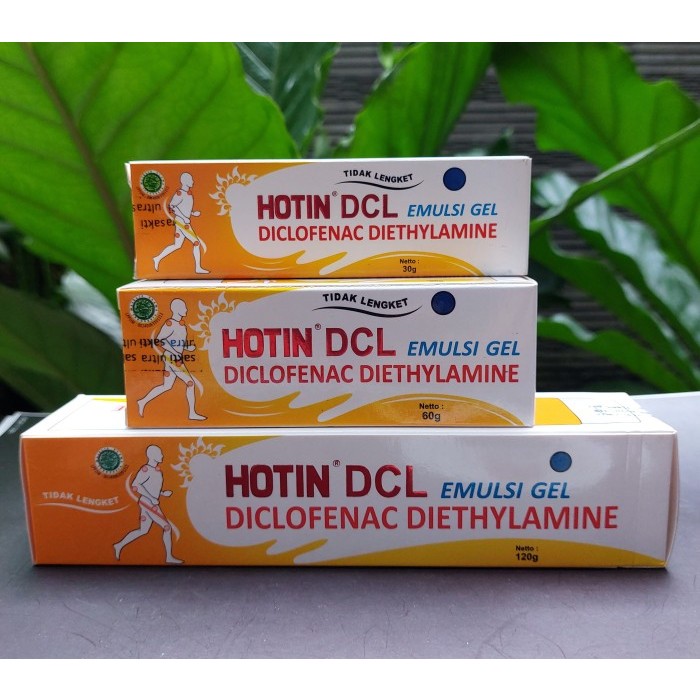 TIDAK LENGKET
HOTIN® DCL EMULSI GEL
DICLOFENAC DIETHYLAMINE
Netto :
30g
TIDAK LENGKET
HOTIN® DCL EMULSI GEL
DICLOFENAC DIETHYLAMINE
Netto :
60g
TIDAK LENGKET
HOTIN® DCL EMULSI GEL
DICLOFENAC DIETHYLAMINE
Netto :
120g